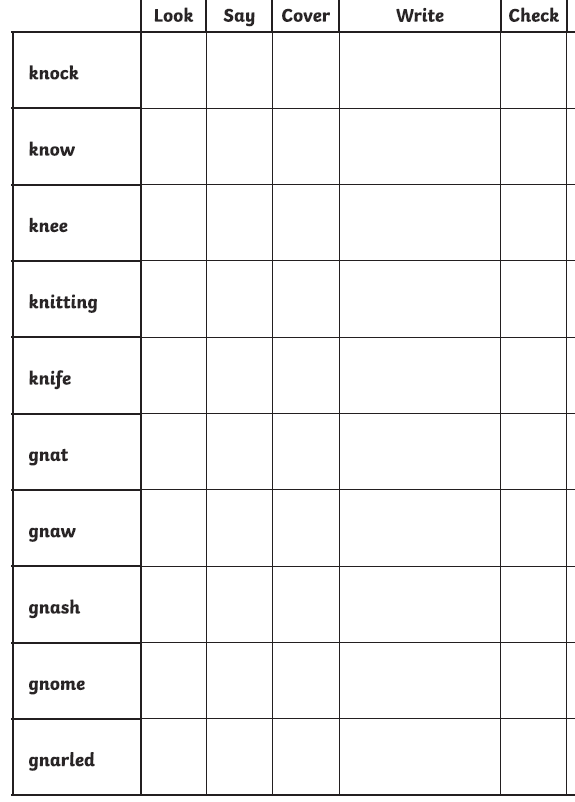 Look Say Cover Write Check
knock
know
knee
knitting
knife
gnat
gnaw
gnash
gnome
gnarled